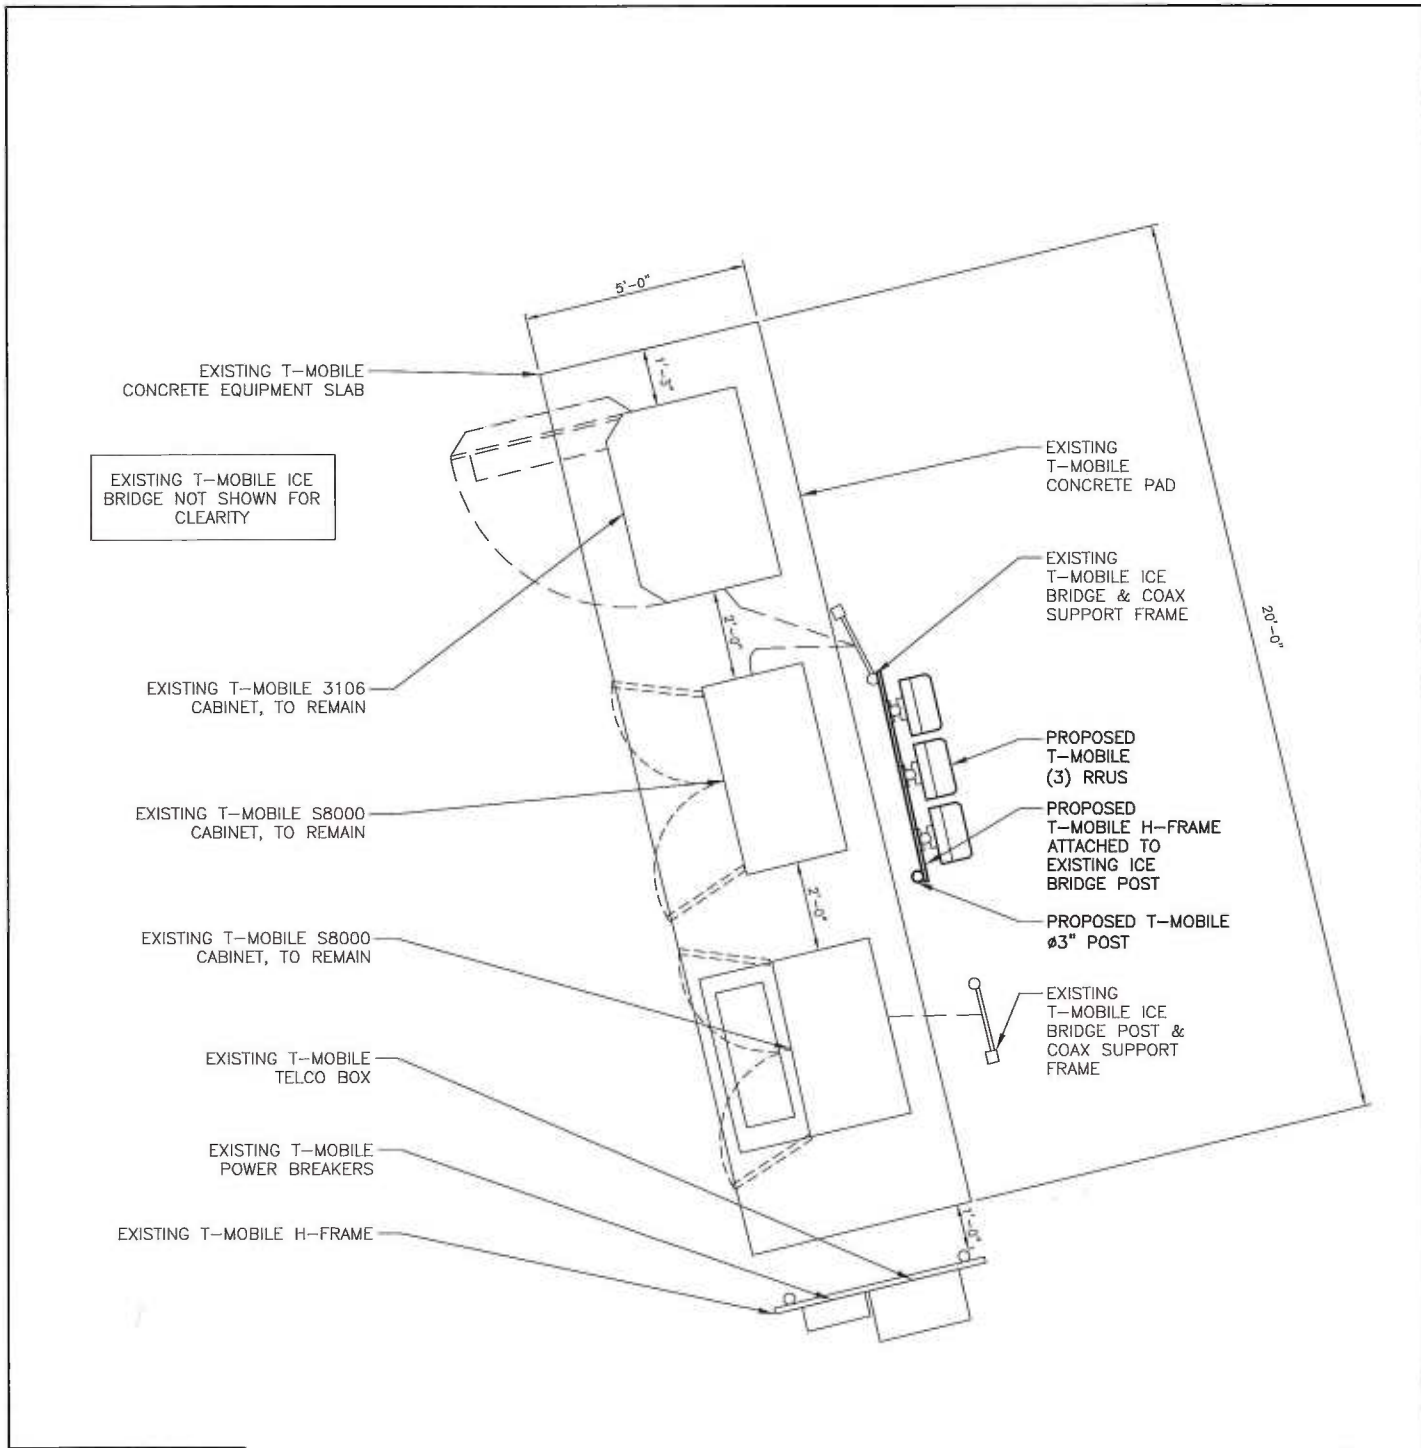 5'-0"
EXISTING T-MOBILE
CONCRETE EQUIPMENT SLAB
EXISTING T-MOBILE ICE
BRIDGE NOT SHOWN FOR
CLEARITY
EXISTING
T-MOBILE
CONCRETE PAD
EXISTING
T-MOBILE ICE
BRIDGE & COAX
SUPPORT FRAME
20'-0"
2'-0"
EXISTING T-MOBILE 3106
CABINET, TO REMAIN
PROPOSED
T-MOBILE
(3) RRUS
EXISTING T-MOBILE S8000
CABINET, TO REMAIN
PROPOSED
T-MOBILE H-FRAME
ATTACHED TO
EXISTING ICE
BRIDGE POST
2'-0"
PROPOSED T-MOBILE
ø3" POST
EXISTING T-MOBILE S8000
CABINET, TO REMAIN
EXISTING
T-MOBILE ICE
BRIDGE POST &
COAX SUPPORT
FRAME
EXISTING T-MOBILE
TELCO BOX
EXISTING T-MOBILE
POWER BREAKERS
EXISTING T-MOBILE H-FRAME
1'-0"